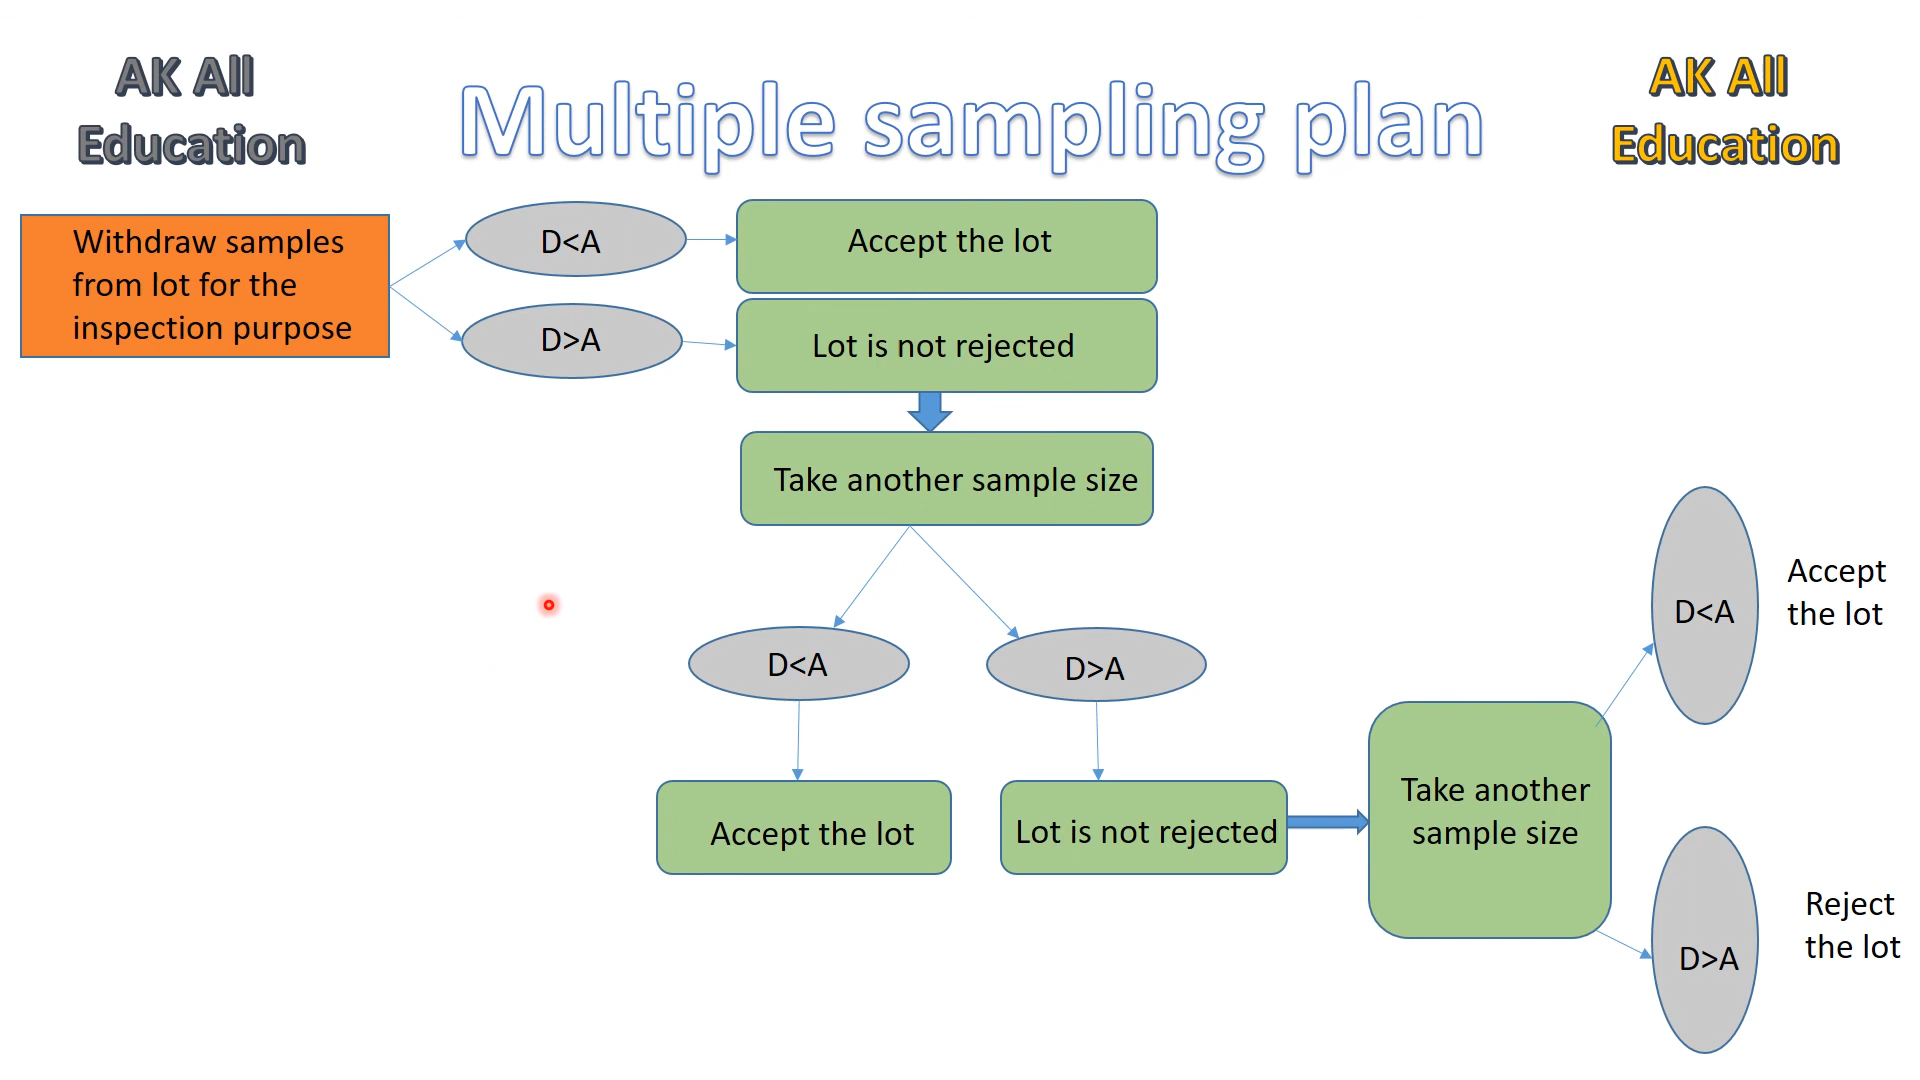 AK All
Education
Multiple sampling plan
AK All
Education
Withdraw samples
from lot for the
inspection purpose
D<A
Accept the lot
D>A
Lot is not rejected
Take another sample size
D<A
D>A
Accept the lot
Lot is not rejected
Take another
sample size
D<A
Accept
the lot
D>A
Reject
the lot